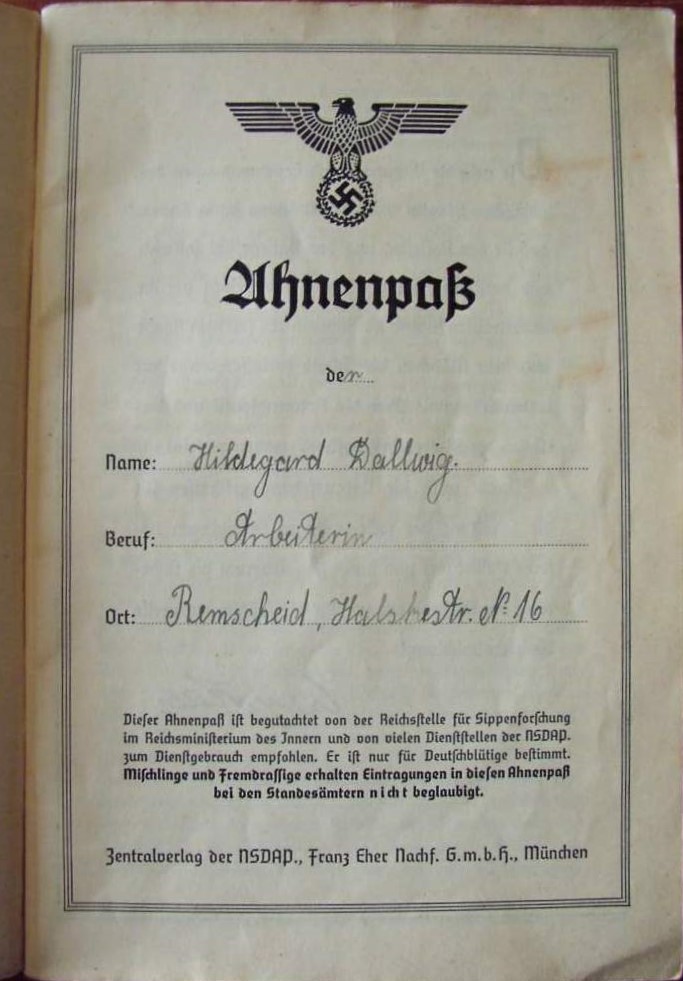 Ahnenpaß
der
Name: Hildegard Dallwig.
Beruf: Arbeiterin
Ort: Remscheid, Halsbestr. № 16
Dieser Ahnenpaß ist begutachtet von der Reichsstelle für Sippenforschung
im Reichsministerium des Innern und von vielen Dienststellen der NSDAP.
zum Dienstgebrauch empfohlen. Er ist nur für Deutschblütige bestimmt.
Mischlinge und Fremdrassige erhalten Eintragungen in diesen Ahnenpaß
bei den Standesämtern nicht beglaubigt.
Zentralverlag der NSDAP., Franz Eher Nachf. G.m.b.H., München